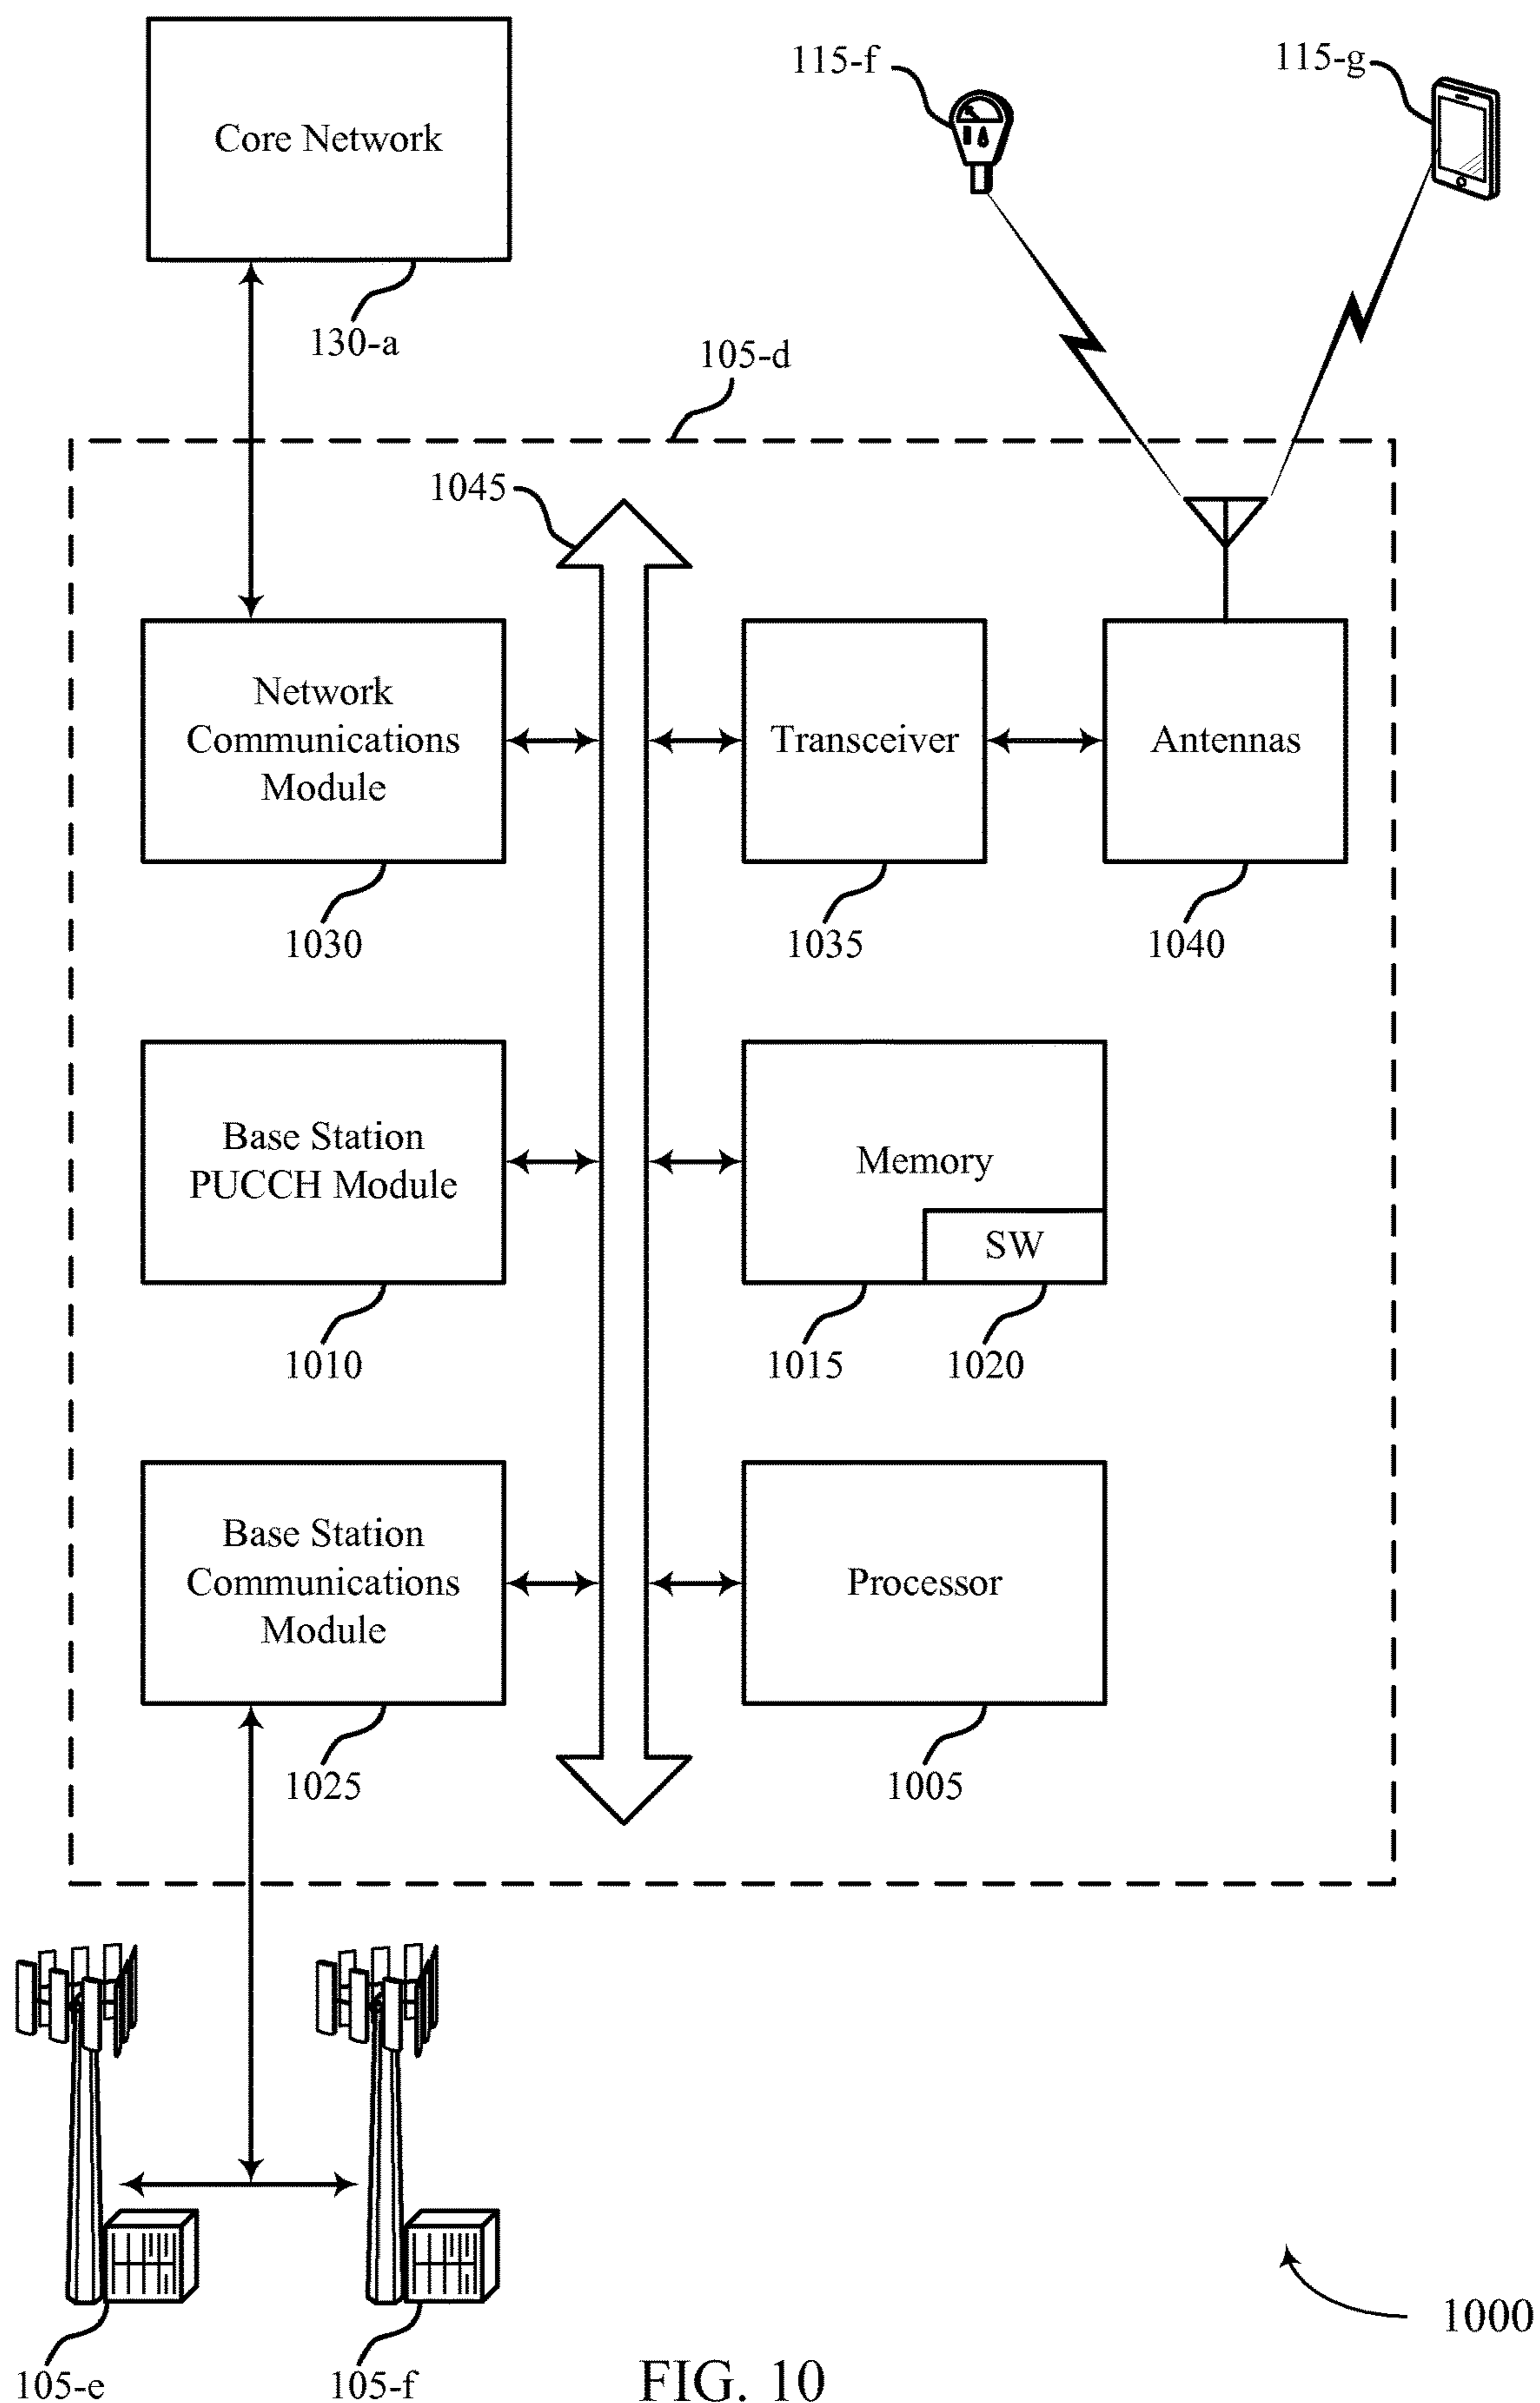 Core Network
130-a
115-f
115-g
105-d
1045
Network
Communications
Module
1030
Transceiver
1035
Antennas
1040
Base Station
PUCCH Module
1010
Memory
SW
1015
1020
Base Station
Communications
Module
1025
Processor
1005
105-e
105-f
1000
FIG. 10